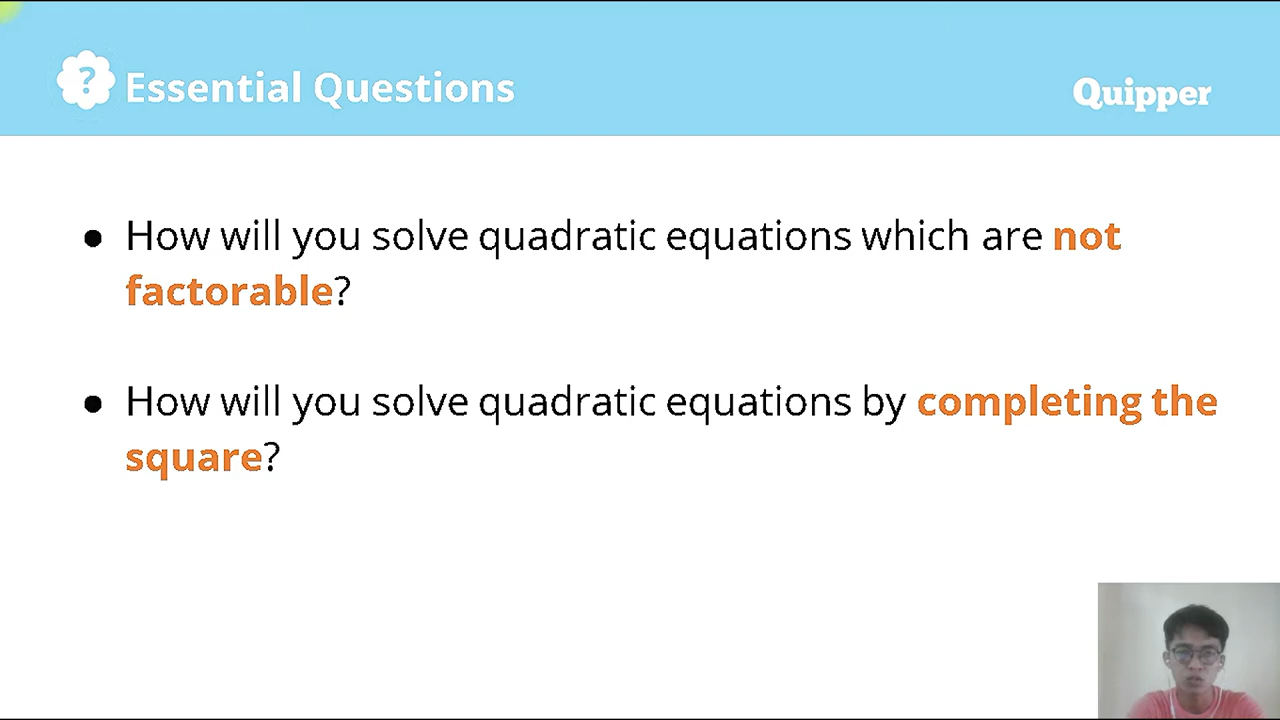 ? Essential Questions
Quipper
● How will you solve quadratic equations which are not
factorable?
● How will you solve quadratic equations by completing the
square?